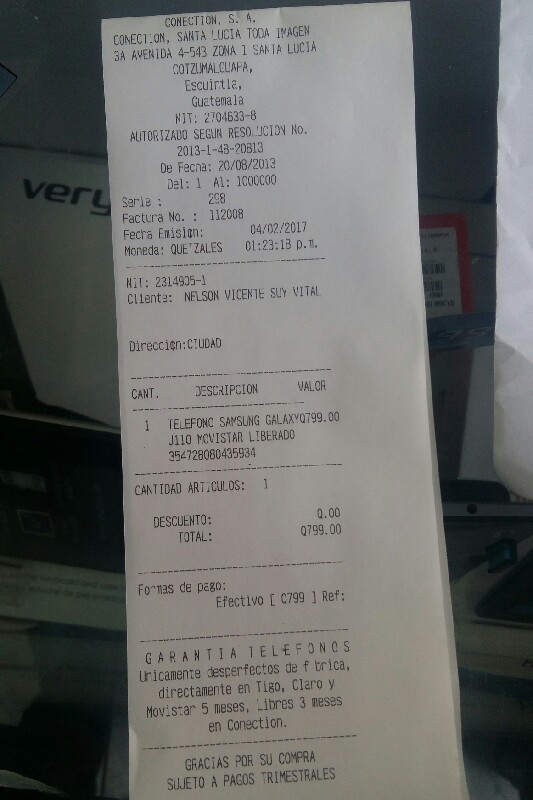 CONECTION, S. A.
CONECTION, SANTA LUCIA TODA IMAGEN
3A AVENIDA 4-543 ZONA 1 SANTA LUCIA
COTZUMALGUAPA,
Escuintla,
Guatemala
NIT: 2704633-8
AUTORIZADO SEGUN RESOLUCION No.
2013-1-48-20813
De Fecha: 20/08/2013
Del: 1 Al: 1000000
Serie : 298
Factura No. : 112008
Fecha Emision: 04/02/2017
Moneda: QUETZALES 01:23:18 p.m.
NIT: 2314905-1
Cliente: NELSON VICENTE SUY VITAL
Dirección:CIUDAD
CANT. DESCRIPCION VALOR
1 TELEFONO SAMSUNG GALAXYQ799.00
J110 MOVISTAR LIBERADO
354728080435934
CANTIDAD ARTICULOS: 1
DESCUENTO: Q.00
TOTAL: Q799.00
Formas de pago:
Efectivo [ Q799 ] Ref:
GARANTIA TELEFONOS
Unicamente desperfectos de f brica,
directamente en Tigo, Claro y
Movistar 5 meses, Libres 3 meses
en Conection.
GRACIAS POR SU COMPRA
SUJETO A PAGOS TRIMESTRALES
very